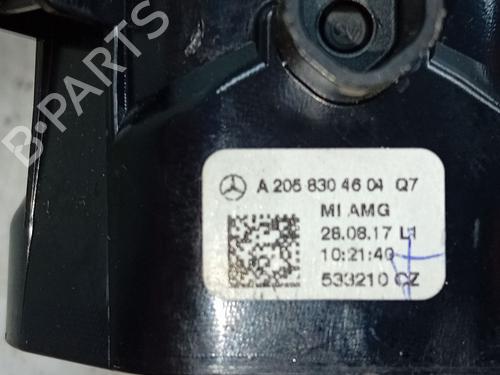 B-PARTS
A 205 830 46 04 Q7
MI AMG
28.08.17 L1
10:21:40
533210 CZ